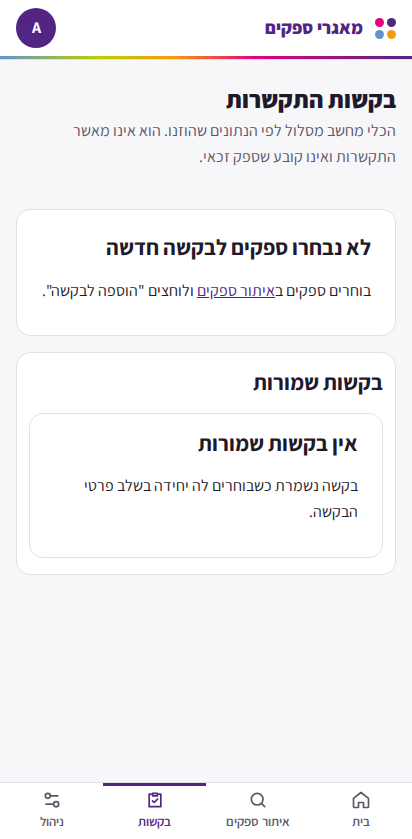 מאגרי ספקים
A
בקשות התקשרות
הכלי מחשב מסלול לפי הנתונים שהוזנו. הוא אינו מאשר
התקשרות ואינו קובע שספק זכאי.
לא נבחרו ספקים לבקשה חדשה
בוחרים ספקים באיתור ספקים ולוחצים "הוספה לבקשה".
בקשות שמורות
אין בקשות שמורות
בקשה נשמרת כשבוחרים לה יחידה בשלב פרטי
הבקשה.
בית
איתור ספקים
בקשות
ניהול